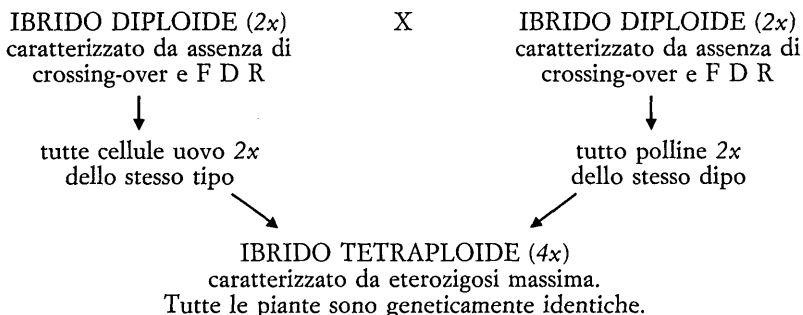 IBRIDO DIPLOIDE (2x) X IBRIDO DIPLOIDE (2x)
caratterizzato da assenza di caratterizzato da assenza di
crossing-over e F D R crossing-over e F D R
tutte cellule uovo 2x tutto polline 2x
dello stesso tipo dello stesso dipo
IBRIDO TETRAPLOIDE (4x)
caratterizzato da eterozigosi massima.
Tutte le piante sono geneticamente identiche.